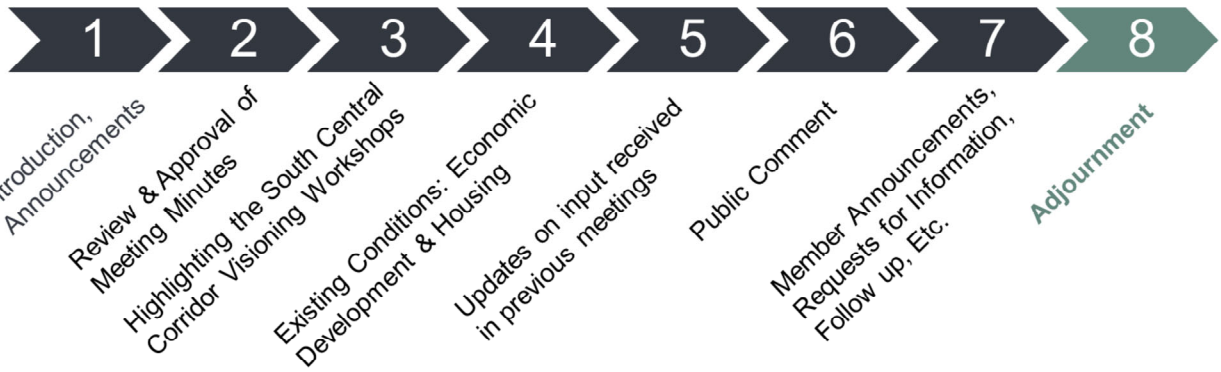 1 2 3 4 5 6 7 8
Introduction,
Announcements
Review & Approval of
Meeting Minutes
Highlighting the South Central
Corridor Visioning Workshops
Existing Conditions: Economic
Development & Housing
Updates on input received
in previous meetings
Public Comment
Member Announcements,
Requests for Information,
Follow up, Etc.
Adjournment